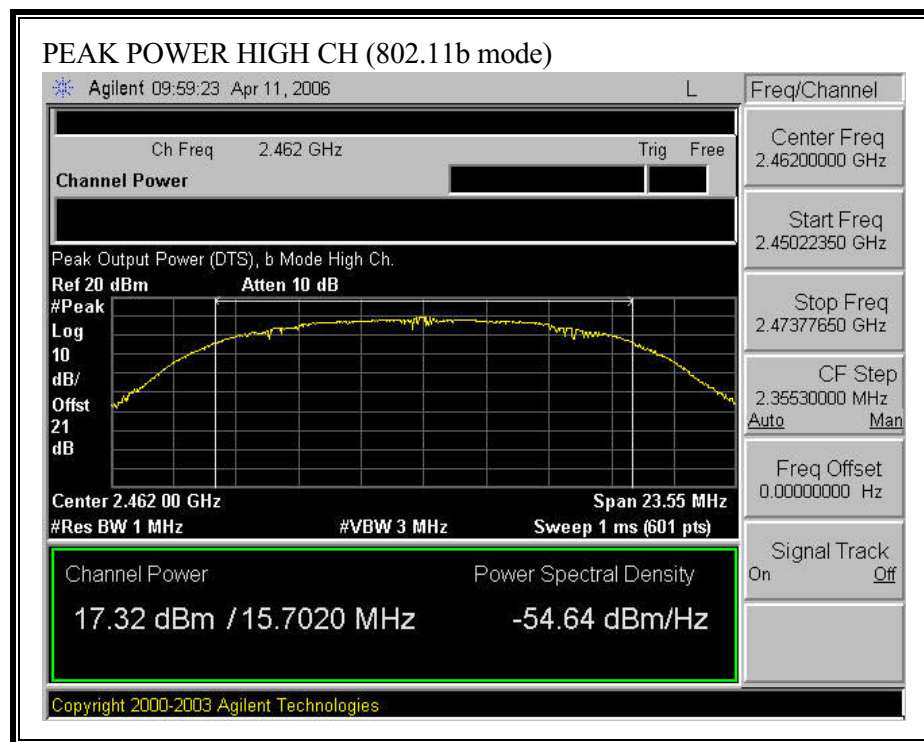 PEAK POWER HIGH CH (802.11b mode)
Agilent 09:59:23 Apr 11, 2006 L Freq/Channel
Ch Freq 2.462 GHz Trig Free
Channel Power
Peak Output Power (DTS), b Mode High Ch.
Ref 20 dBm Atten 10 dB
#Peak
Log
10
dB/
Offst
21
dB
Center 2.462 00 GHz Span 23.55 MHz
#Res BW 1 MHz #VBW 3 MHz Sweep 1 ms (601 pts)
Channel Power Power Spectral Density
17.32 dBm / 15.7020 MHz -54.64 dBm/Hz
Center Freq
2.46200000 GHz
Start Freq
2.45022350 GHz
Stop Freq
2.47377650 GHz
CF Step
2.35530000 MHz
Auto Man
Freq Offset
0.00000000 Hz
Signal Track
On Off
Copyright 2000-2003 Agilent Technologies